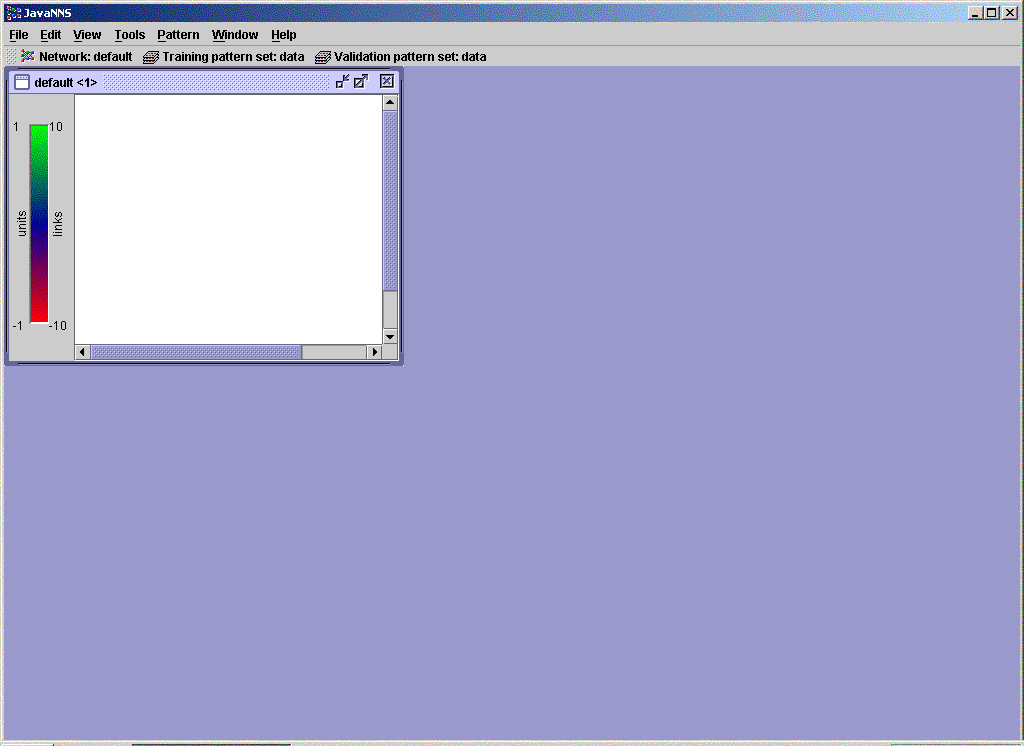 JavaNNS
File Edit View Tools Pattern Window Help
Network: default Training pattern set: data Validation pattern set: data
default <1>
1 10
units links
-1 -10